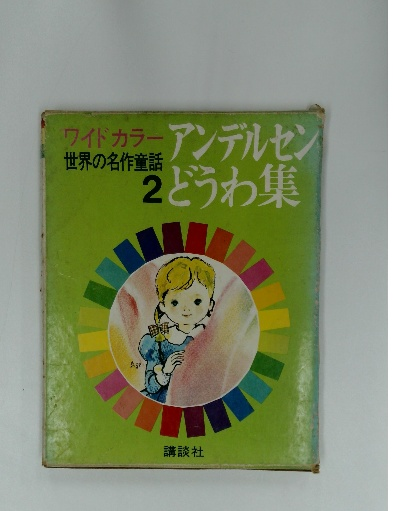 ワイドカラー
世界の名作童話
2
アンデルセン
どうわ集
講談社